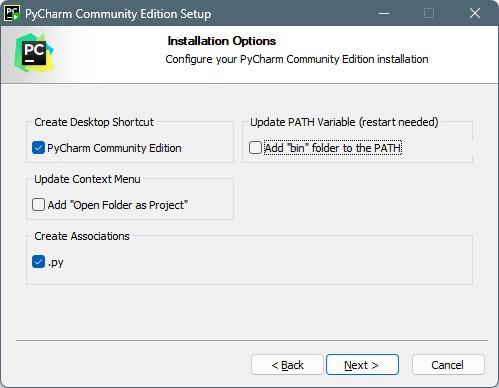 PyCharm Community Edition Setup
PC
Installation Options
Configure your PyCharm Community Edition installation
Create Desktop Shortcut
PyCharm Community Edition
Update PATH Variable (restart needed)
Add "bin" folder to the PATH
Update Context Menu
Add "Open Folder as Project"
Create Associations
.py
< Back
Next >
Cancel